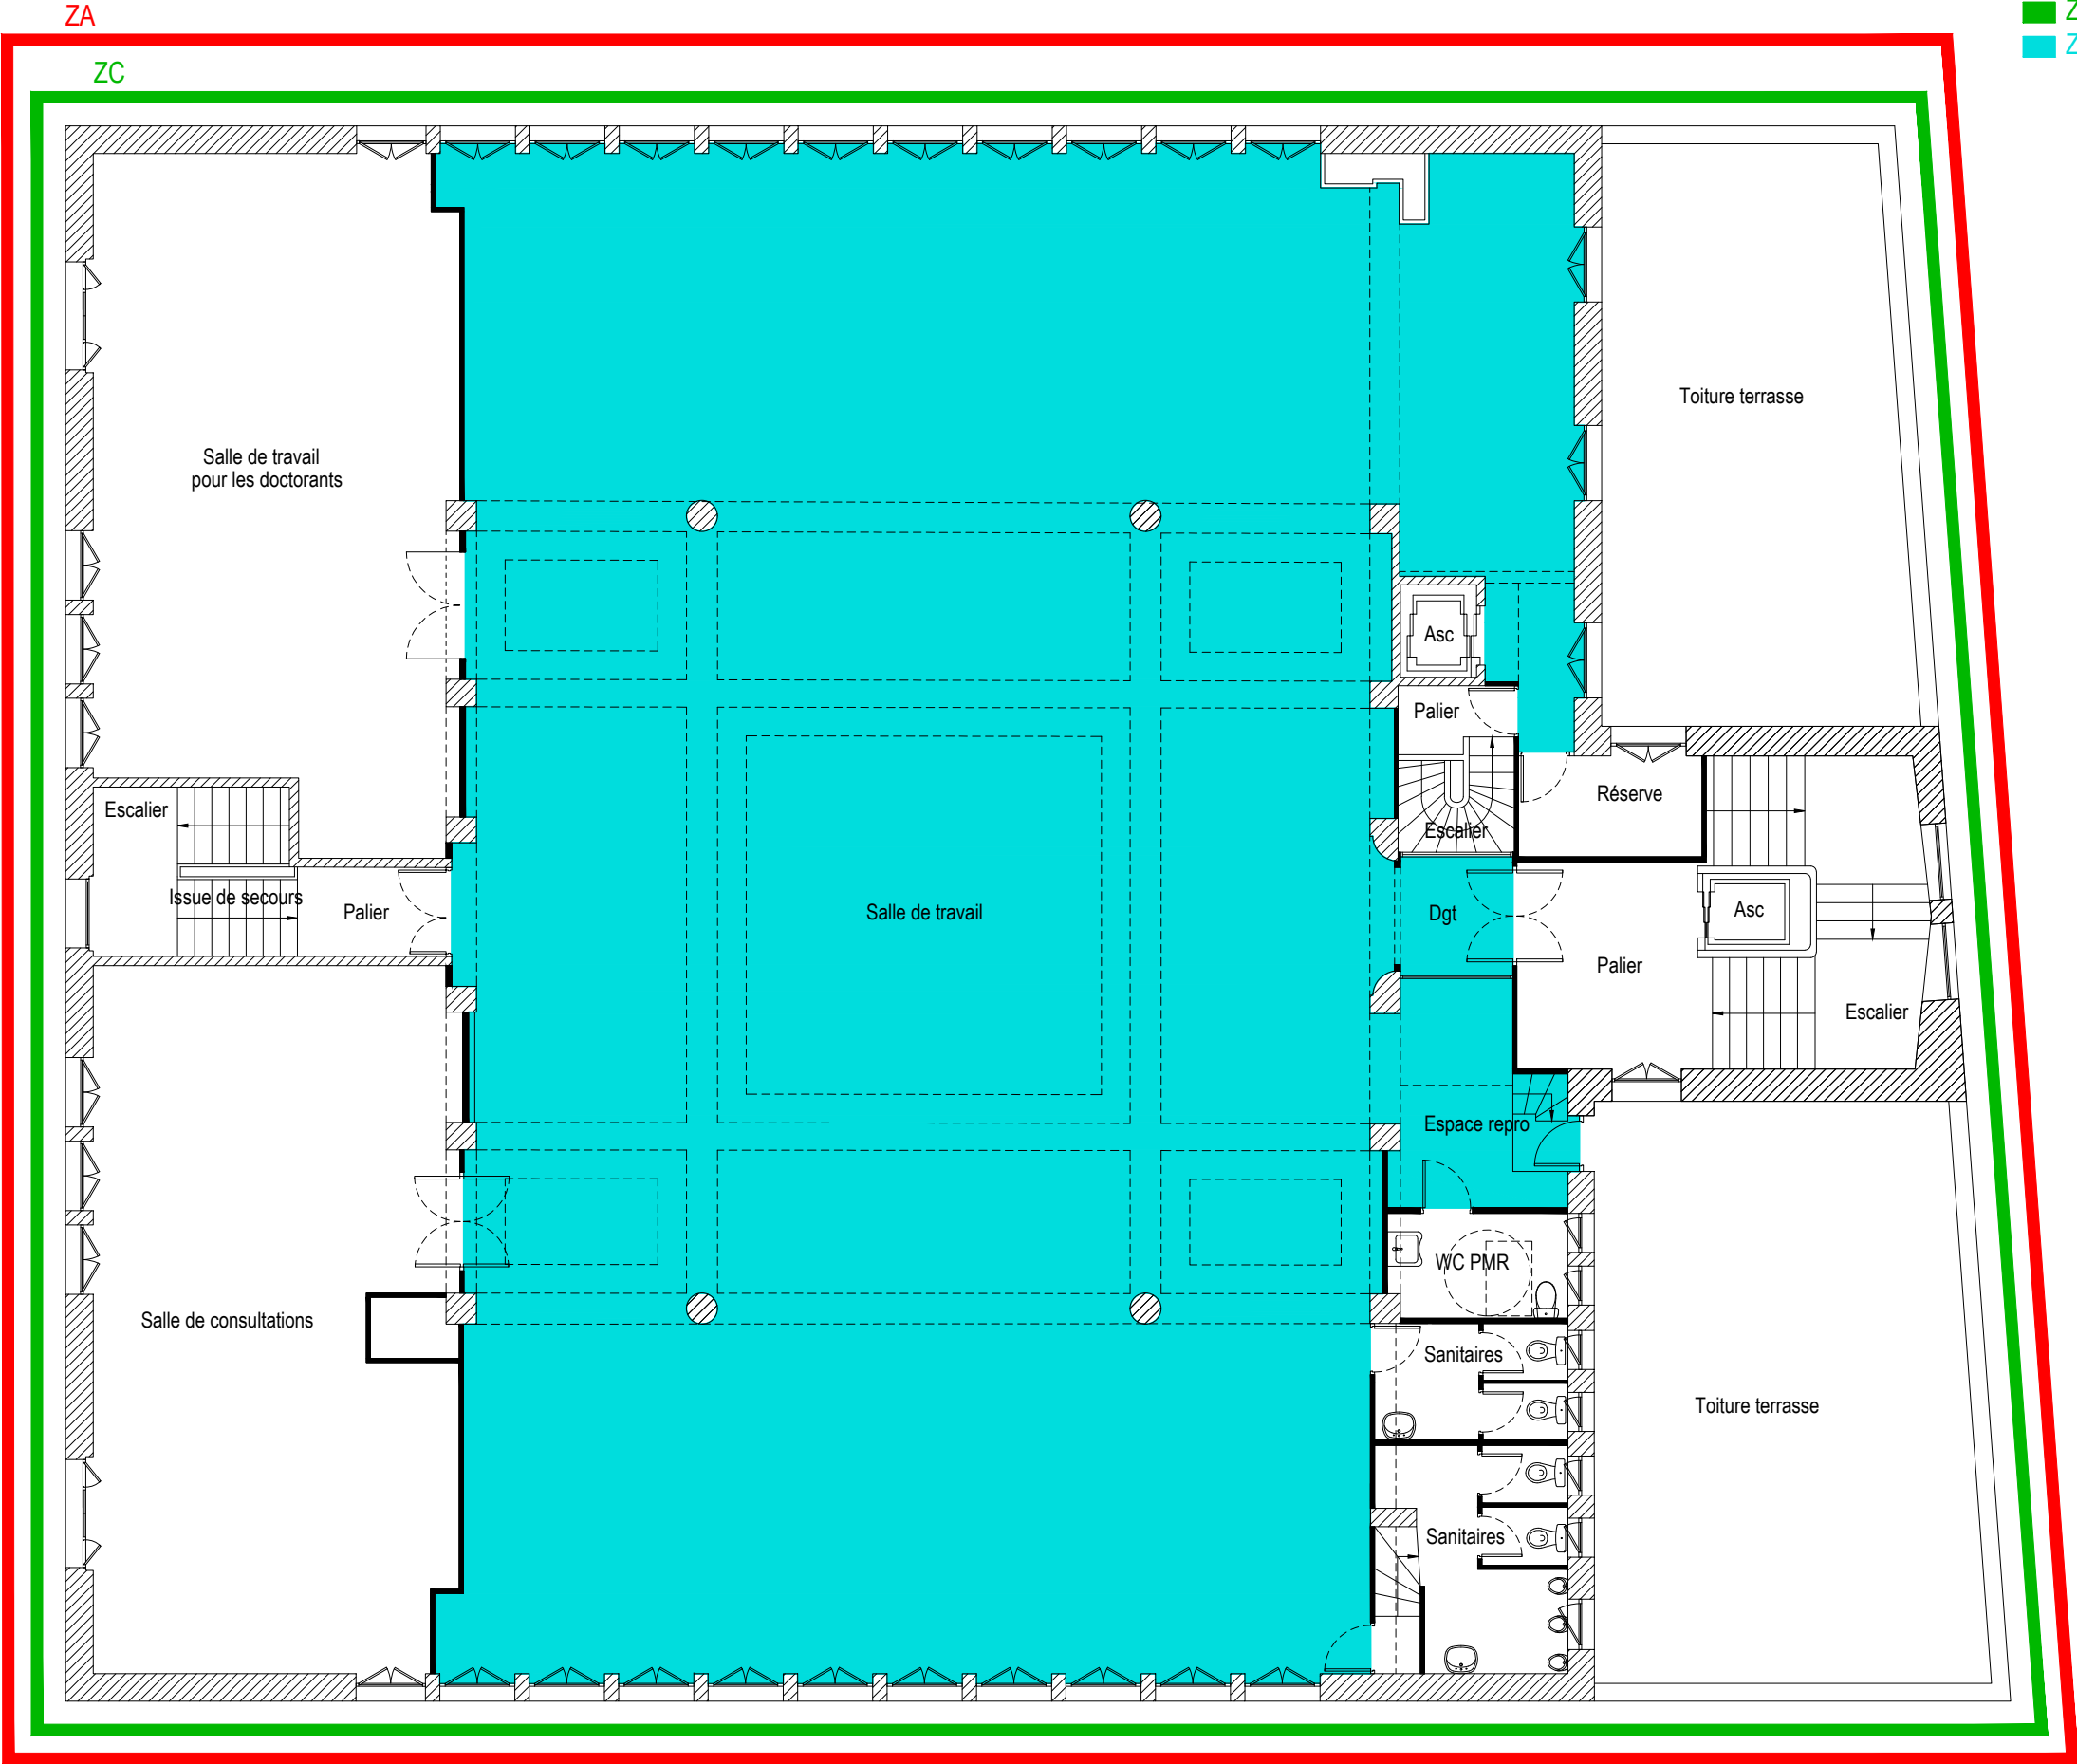 ZA
Z
Z
ZC
Toiture terrasse
Salle de travail
pour les doctorants
Asc
Palier
Réserve
Escalier
Escalier
Issue de secours
Palier
Salle de travail
Dgt
Asc
Palier
Escalier
Espace repro
WC PMR
Salle de consultations
Sanitaires
Toiture terrasse
Sanitaires